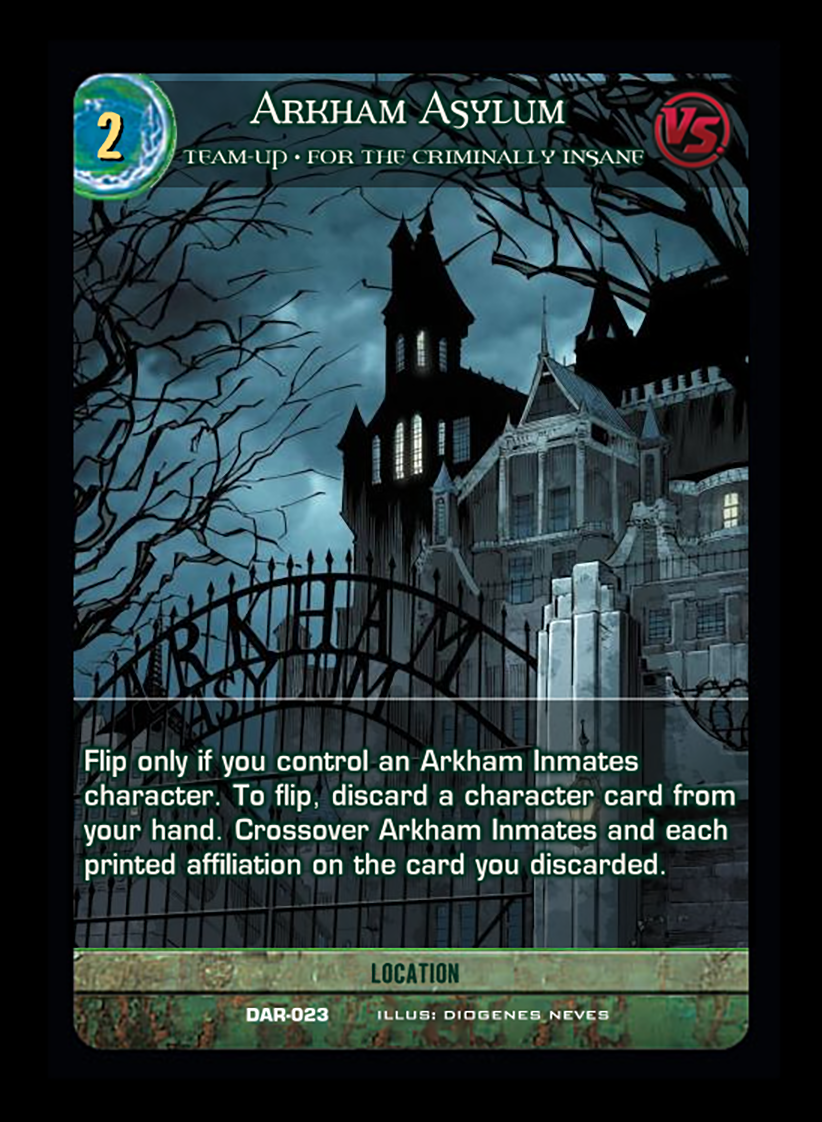 2
Arkham Asylum
VS.
TEAM-UP • FOR THE CRIMINALLY INSANE
ARKHAM
ASYLUM
Flip only if you control an Arkham Inmates
character. To flip, discard a character card from
your hand. Crossover Arkham Inmates and each
printed affiliation on the card you discarded.
LOCATION
DAR-023 ILLUS: DIOGENES NEVES